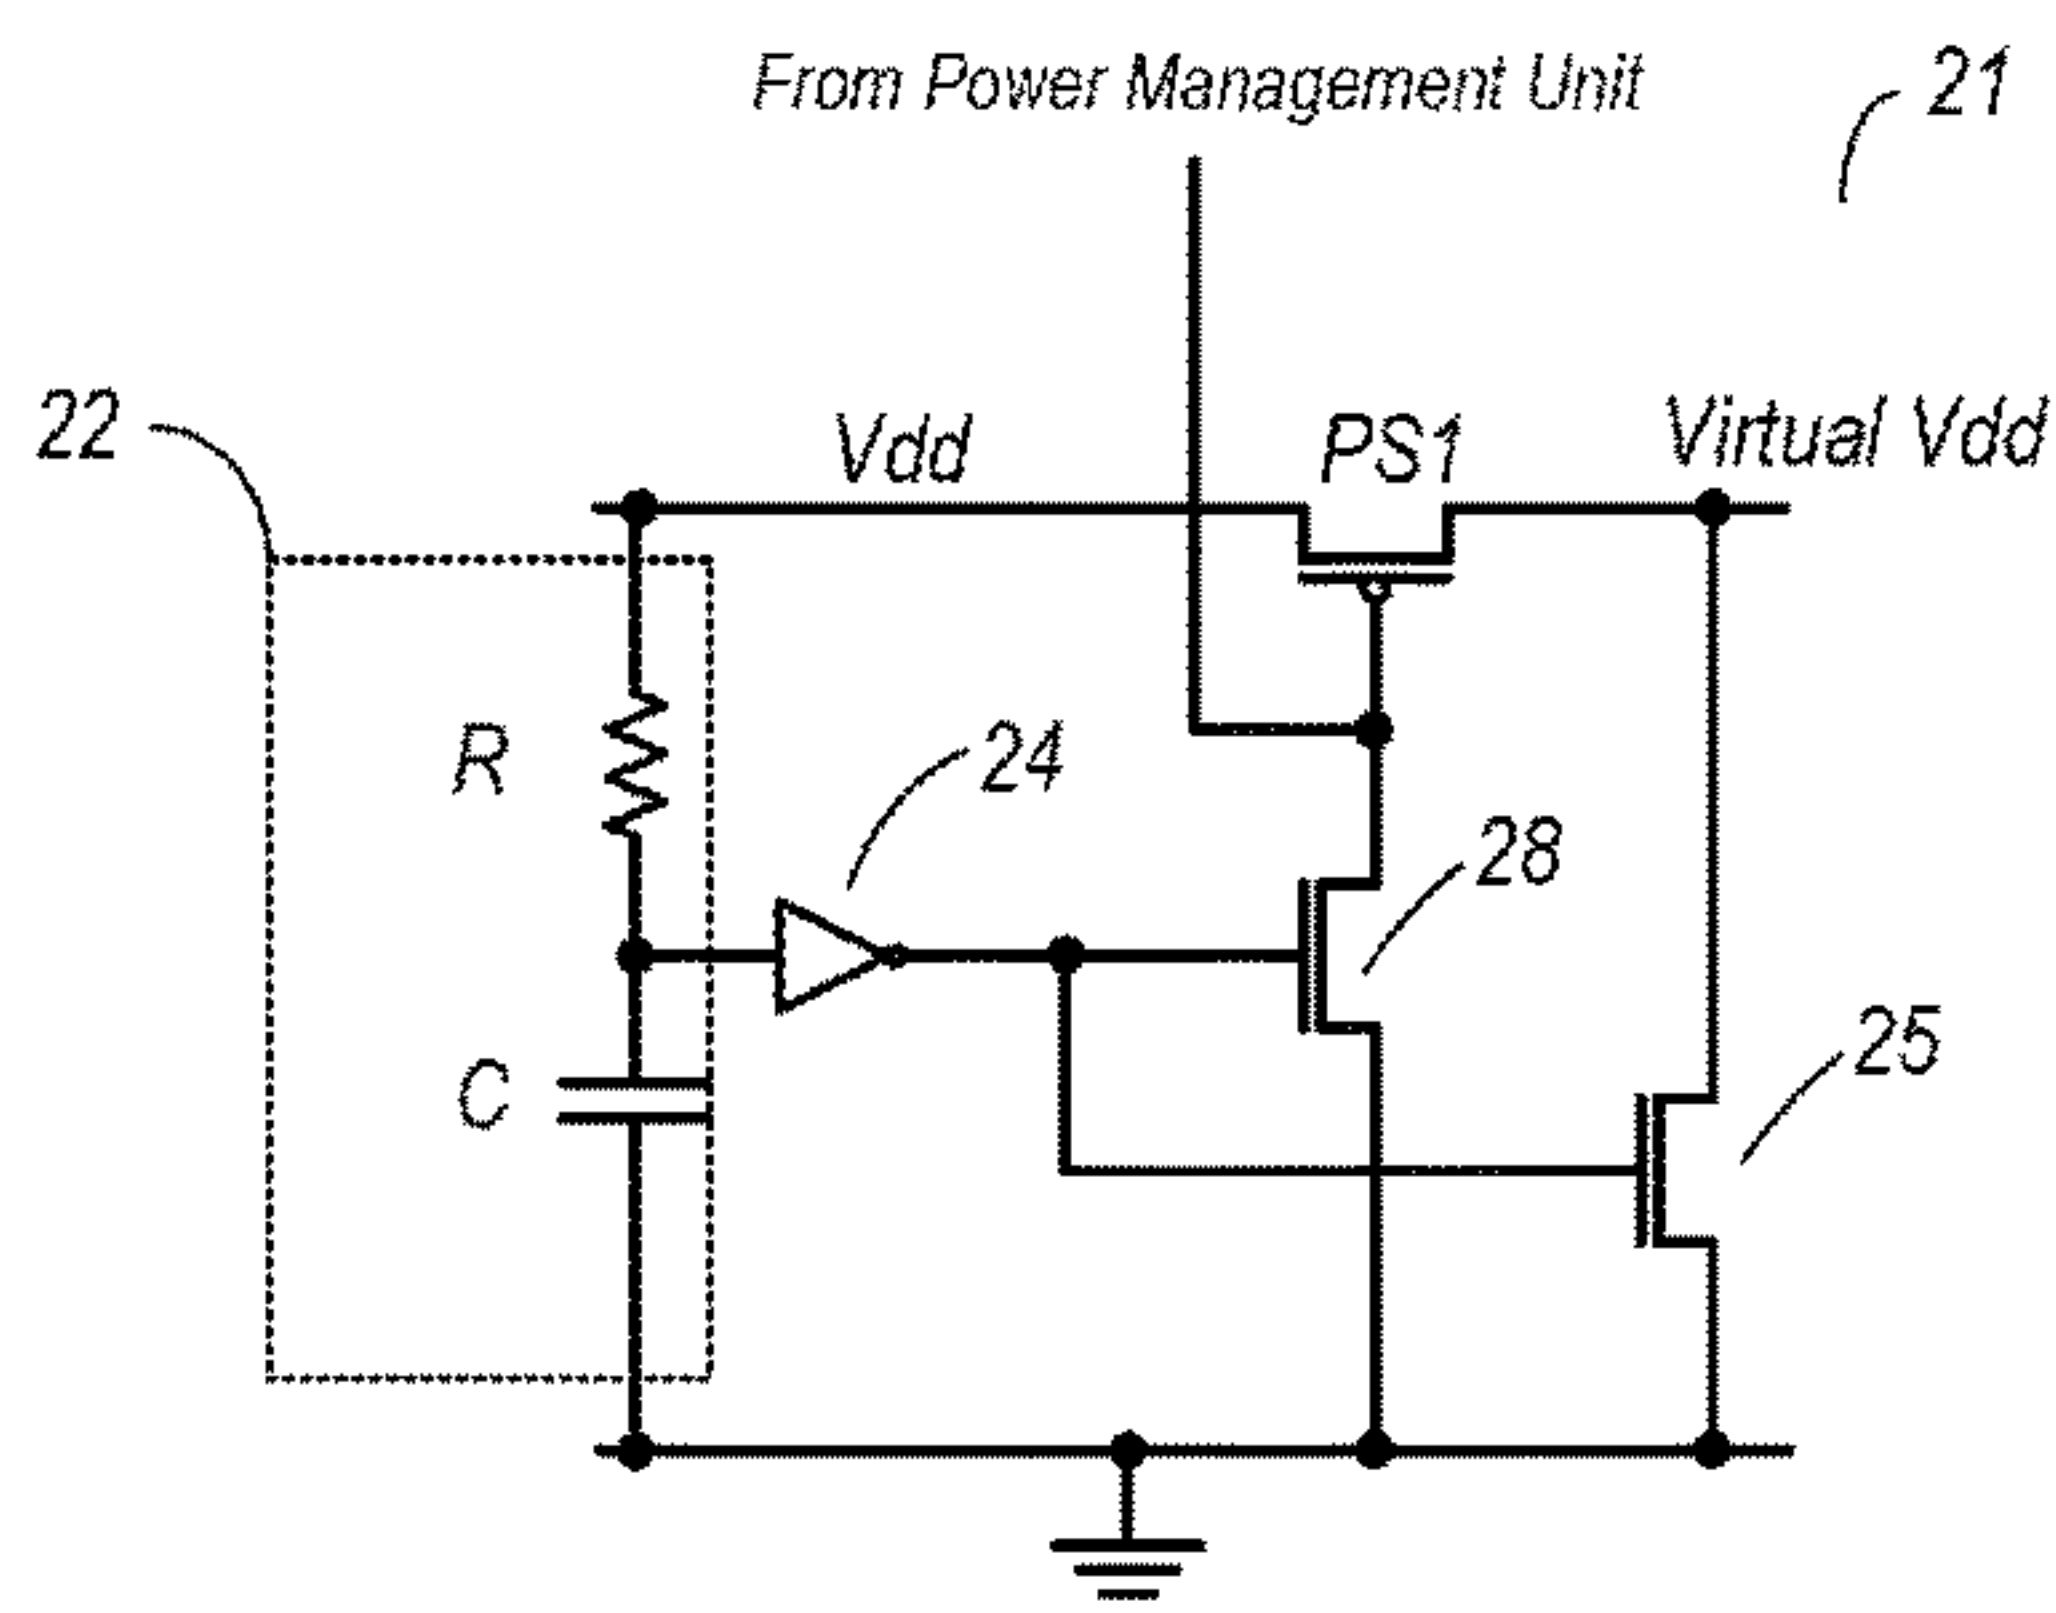 From Power Management Unit
21
22
Vdd
PS1
Virtual Vdd
R
24
28
C
25